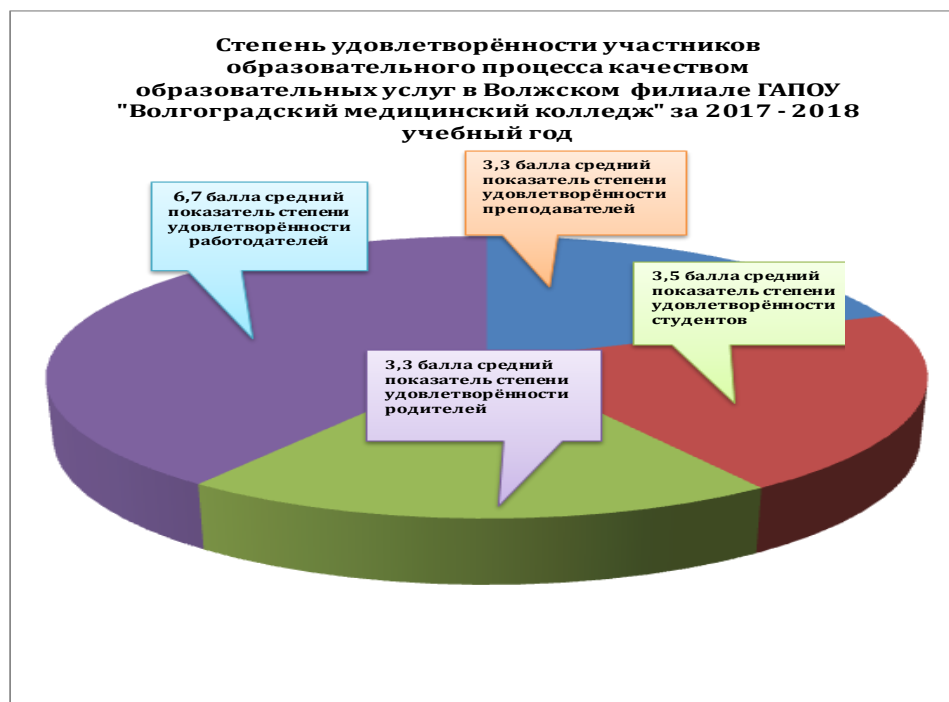 Степень удовлетворённости участников
образовательного процесса качеством
образовательных услуг в Волжском филиале ГАПОУ
"Волгоградский медицинский колледж" за 2017 - 2018
учебный год
3,3 балла средний
показатель степени
удовлетворённости
преподавателей
6,7 балла средний
показатель степени
удовлетворённости
работодателей
3,5 балла средний
показатель степени
удовлетворённости
студентов
3,3 балла средний
показатель степени
удовлетворённости
родителей